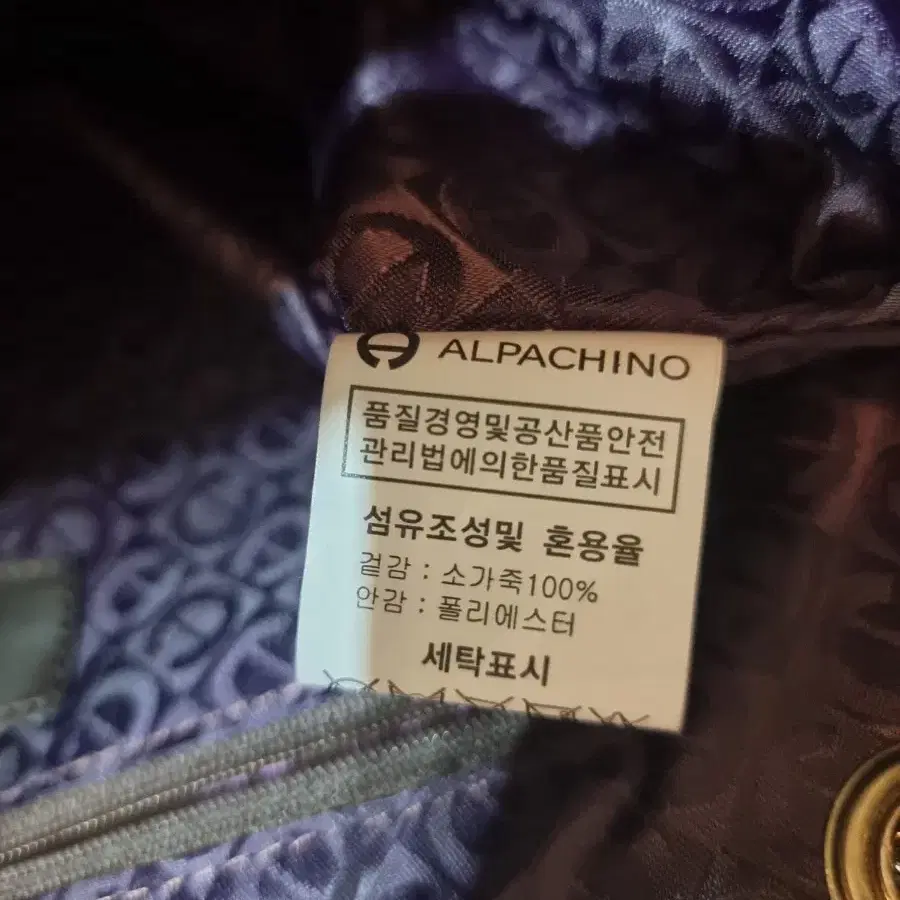 ALPACHINO
품질경영및공산품안전
관리법에의한품질표시
섬유조성및 혼용율
겉감 : 소가죽100%
안감 : 폴리에스터
세탁표시